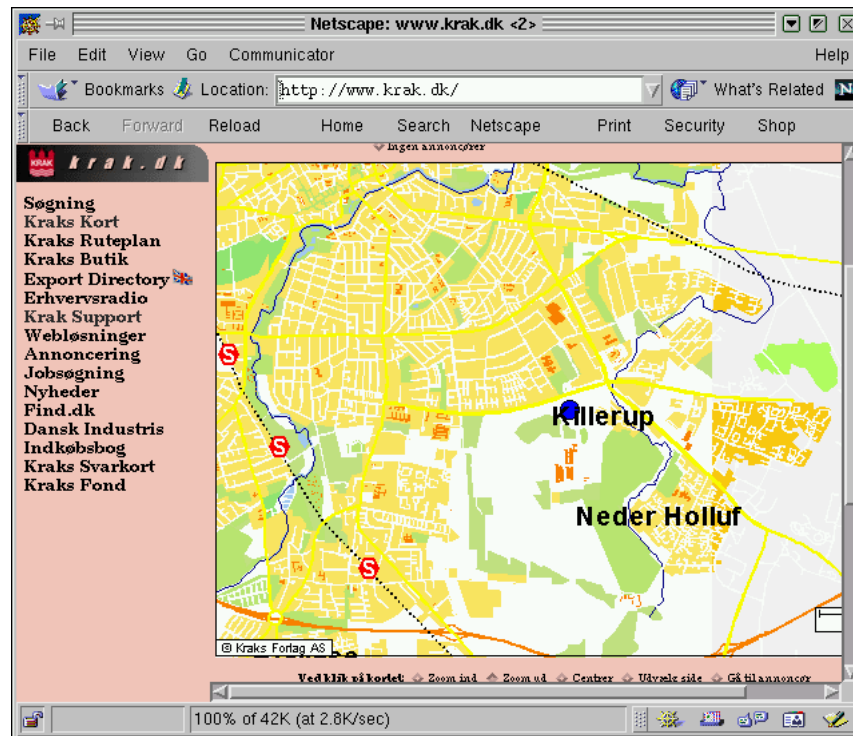 Netscape: www.krak.dk <2>
File Edit View Go Communicator Help
Bookmarks Location: http://www.krak.dk/ What's Related N
Back Forward Reload Home Search Netscape Print Security Shop
KRAK krak.dk
Ingen annoncører
Søgning
Kraks Kort
Kraks Ruteplan
Kraks Butik
Export Directory
Erhvervsradio
Krak Support
Webløsninger
Annoncering
Jobsøgning
Nyheder
Find.dk
Dansk Industris
Indkøbsbog
Kraks Svarkort
Kraks Fond
S
S
S
Killerup
Neder Holluf
© Kraks Forlag AS
Ved klik på kortet: Zoom ind Zoom ud Centrer Udvælg side Gå til annoncør
100% of 42K (at 2.8K/sec)